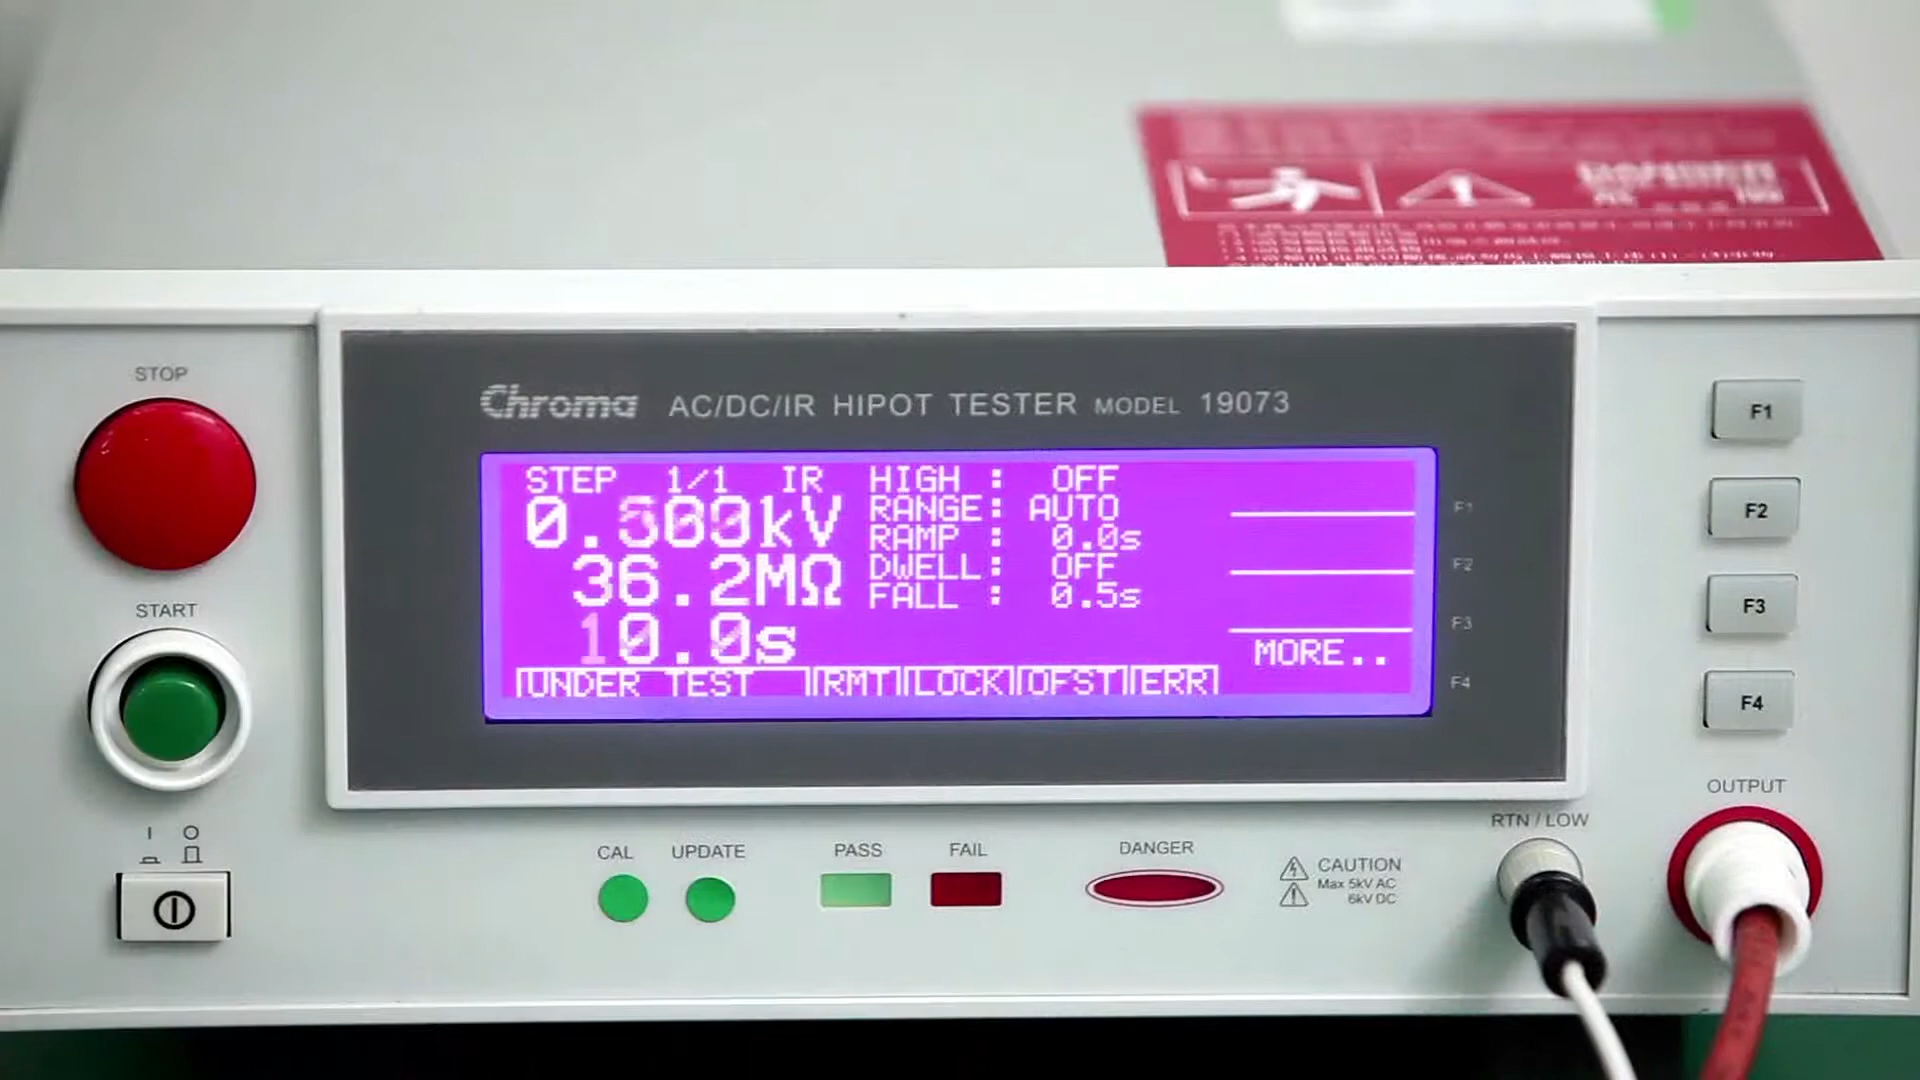 DANGER
STOP
START
I O
Chroma AC/DC/IR HIPOT TESTER MODEL 19073
STEP 1/1 IR
kV
36.2MΩ
10.0s
HIGH : OFF
RANGE: AUTO
RAMP : 0.0s
DWELL: OFF
FALL : 0.5s
MORE..
UNDER TEST RMT LOCK OFST ERR
F1
F2
F3
F4
F1
F2
F3
F4
CAL
UPDATE
PASS
FAIL
DANGER
CAUTION
Max 5kV AC
6kV DC
RTN / LOW
OUTPUT